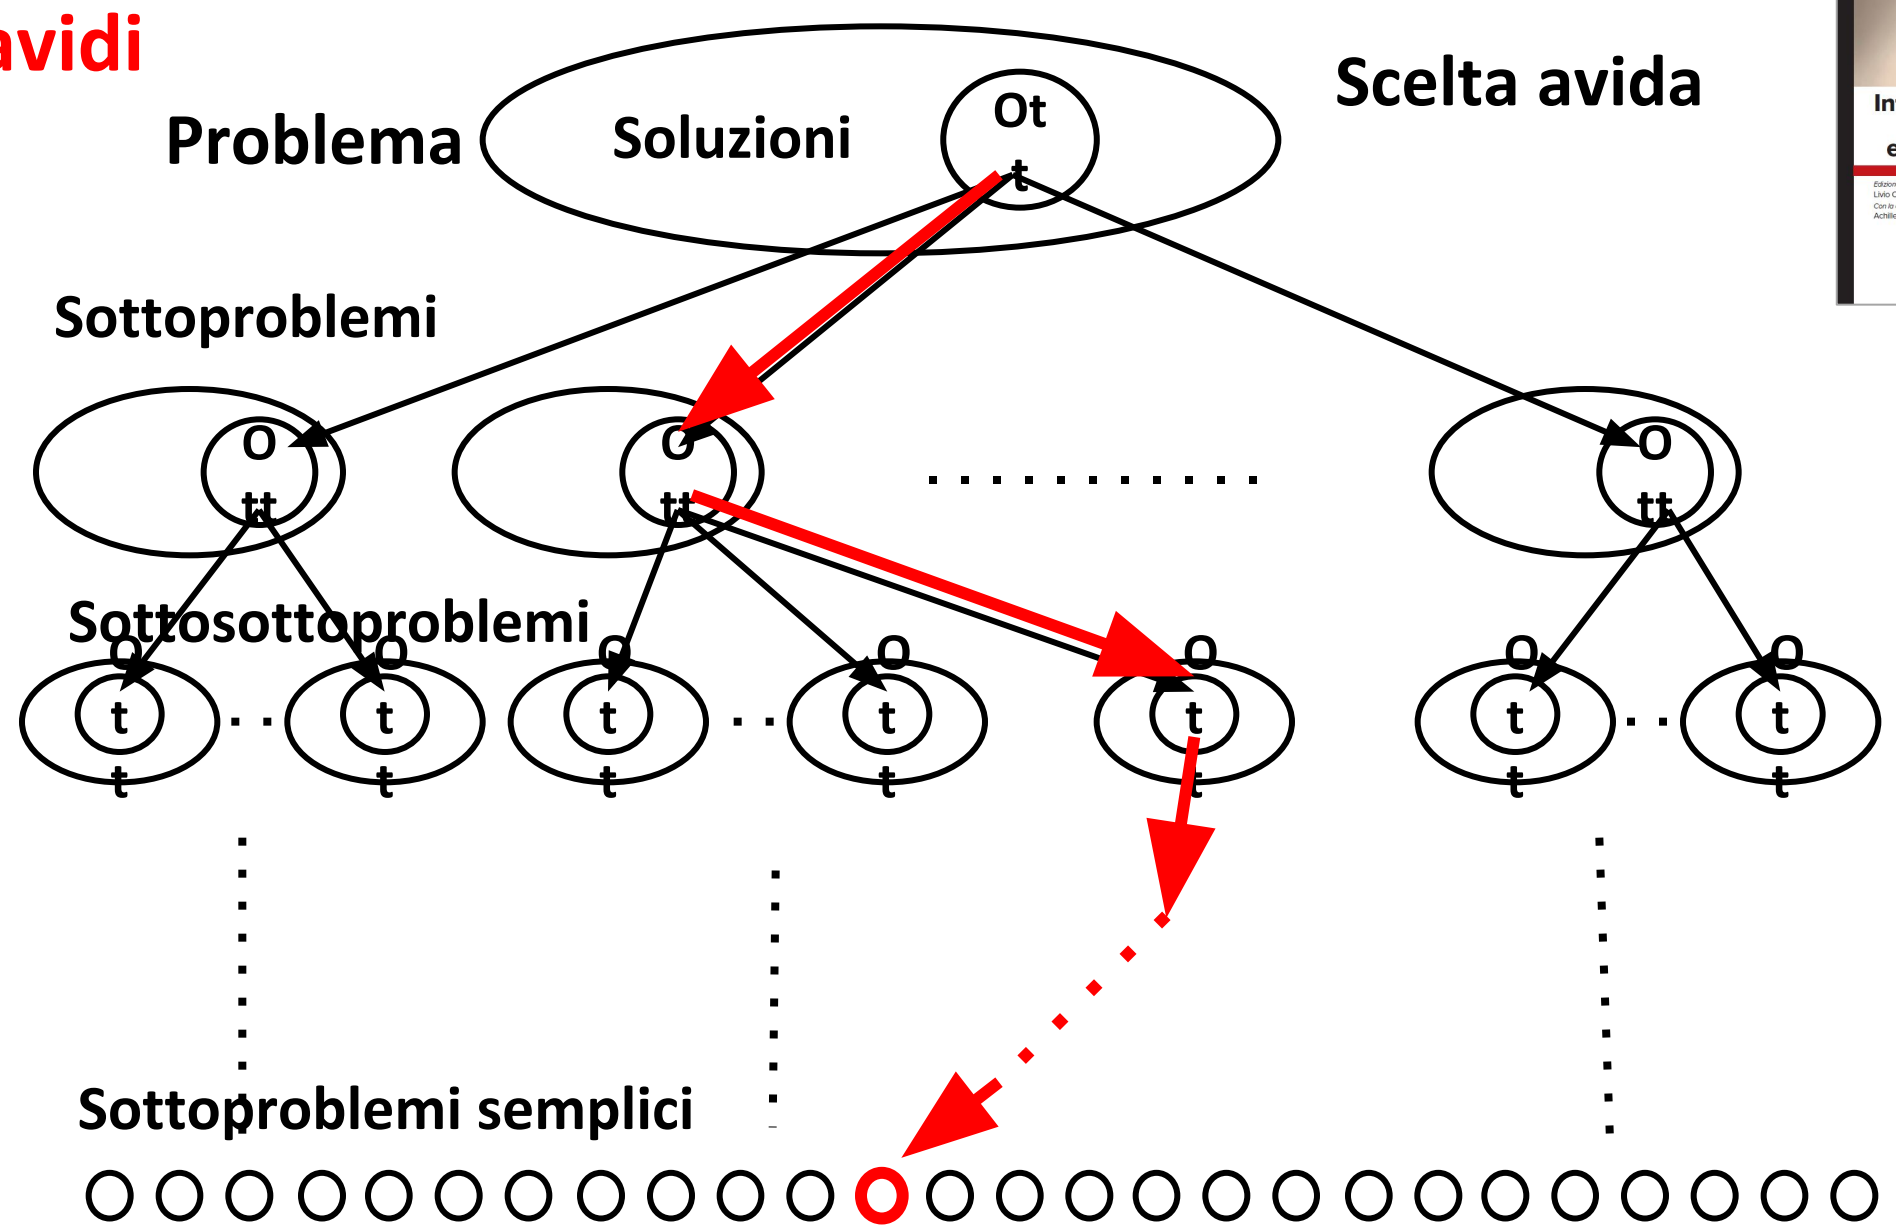 avidi
Scelta avida
Problema
Soluzioni
Ot
t
Sottoproblemi
O
tt
O
tt
O
tt
Sottosottoproblemi
O
t
t
O
t
t
O
t
t
O
t
t
O
t
t
O
t
t
O
t
t
Sottoproblemi semplici